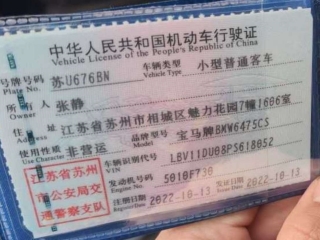 中华人民共和国机动车行驶证
Vehicle License of the People's Republic of China
号牌号码 苏U676BN 车辆类型 小型普通客车
Plate No. Vehicle Type
所有人 张静
Owner
住址 江苏省苏州市相城区魅力花园7幢1606室
Address
使用性质 非营运 品牌型号 宝马牌BMW6475CS
Use Character Model
江苏省苏州市公安局交通警察支队
车辆识别代号
VIN
发动机号码
Engine No.
注册日期 2022-10-13 发证日期 2022-10-13
Register Date Issue Date